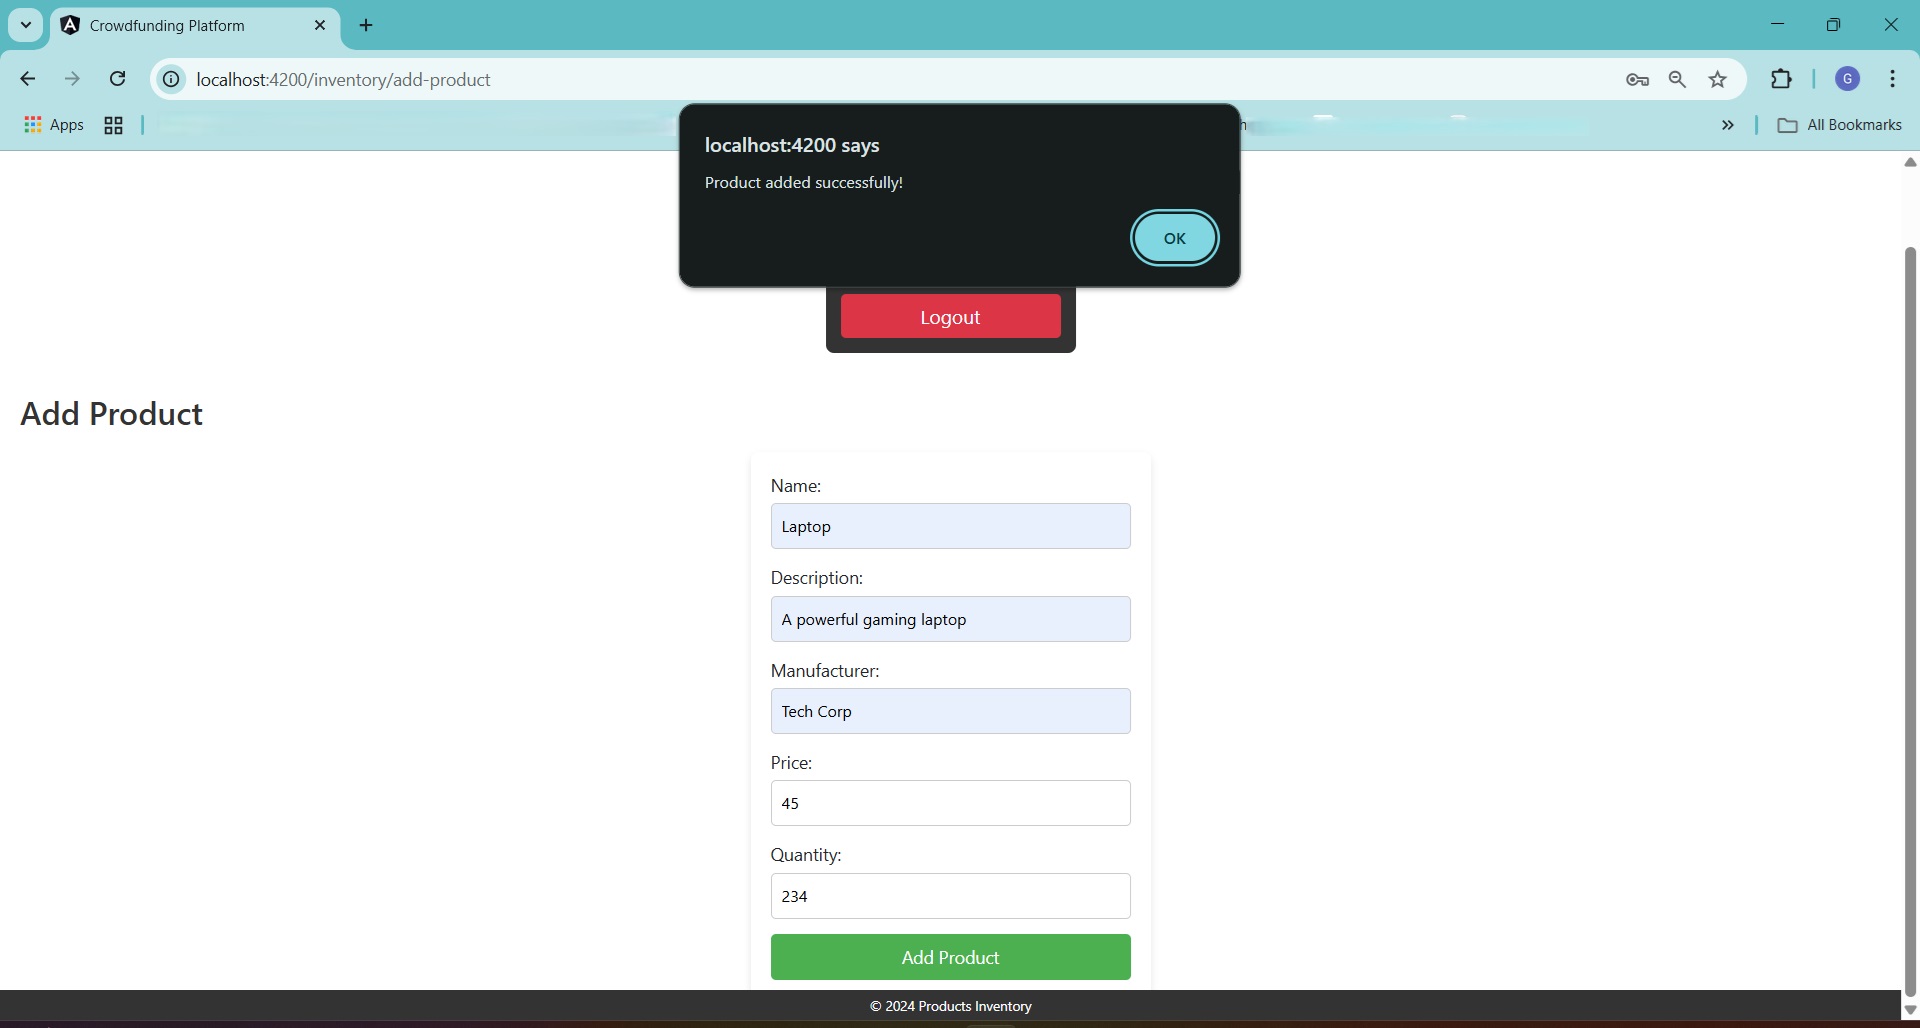 Crowdfunding Platform
localhost:4200/inventory/add-product
G
Apps
All Bookmarks
localhost:4200 says
Product added successfully!
OK
Logout
Add Product
Name:
Laptop
Description:
A powerful gaming laptop
Manufacturer:
Tech Corp
Price:
45
Quantity:
234
Add Product
© 2024 Products Inventory